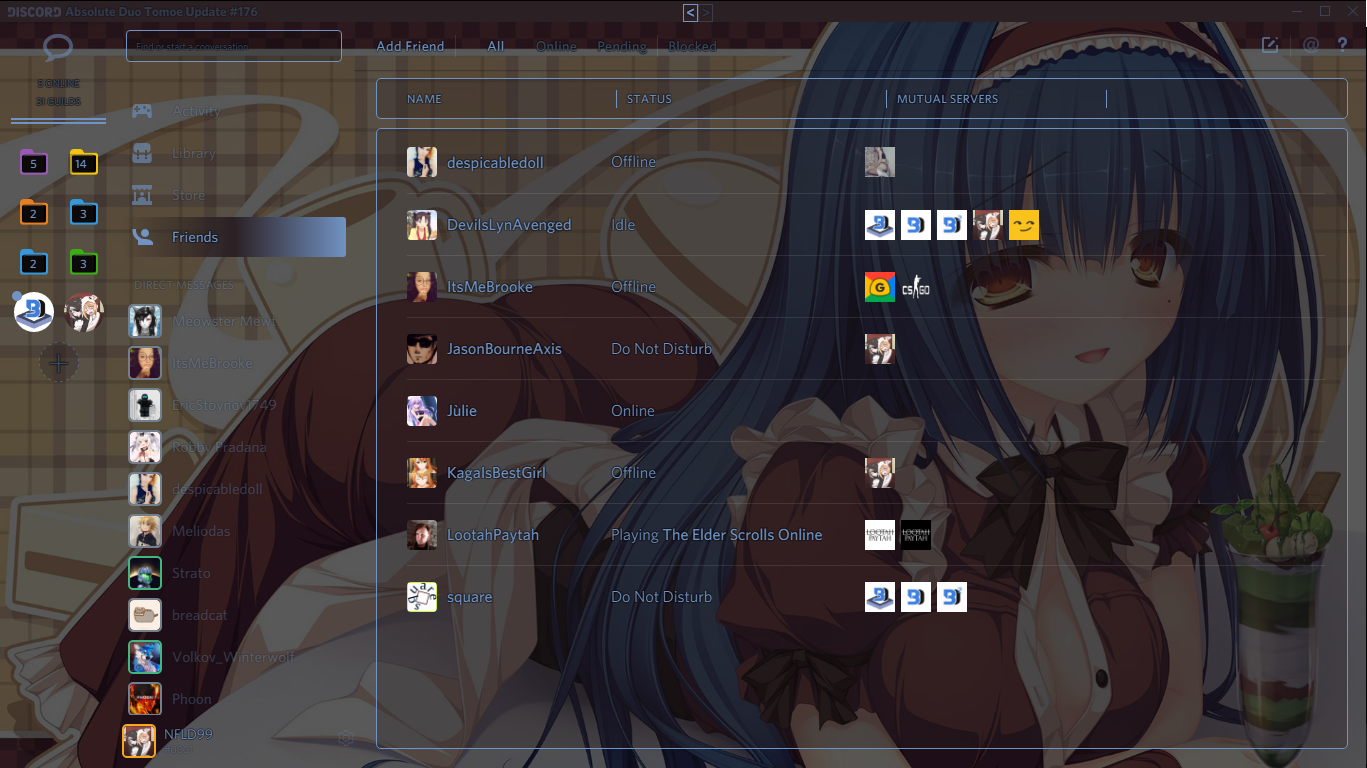 DISCORD Absolute Duo Tomoe Update #176
< >
Find or start a conversation
Add Friend All Online Pending Blocked
@ ?
5 ONLINE
31 GUILDS
NAME STATUS MUTUAL SERVERS
Activity
Library
Store
Friends
5 14
2 3
2 3
DIRECT MESSAGES
Meowster Mewt
ItsMeBrooke
EricStoynov1749
Robby Pradana
despicabledoll
Meliodas
Strato
breadcat
Volkov_Winterwolf
Phoon
NFLD99
despicabledoll Offline
DevilsLynAvenged Idle
ItsMeBrooke Offline
G CS GO
JasonBourneAxis Do Not Disturb
Jùlie Online
KagaIsBestGirl Offline
LootahPaytah Playing The Elder Scrolls Online
LOOTAH PAYTAH LOOTAH PAYTAH
square Do Not Disturb